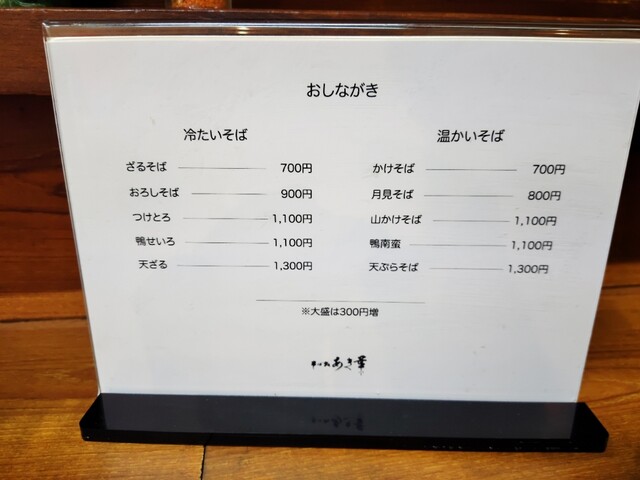 おしながき
冷たいそば
ざるそば 700円
おろしそば 900円
つけとろ 1,100円
鴨せいろ 1,100円
天ざる 1,300円
温かいそば
かけそば 700円
月見そば 800円
山かけそば 1,100円
鴨南蛮 1,100円
天ぷらそば 1,300円
※大盛は300円増
あき華